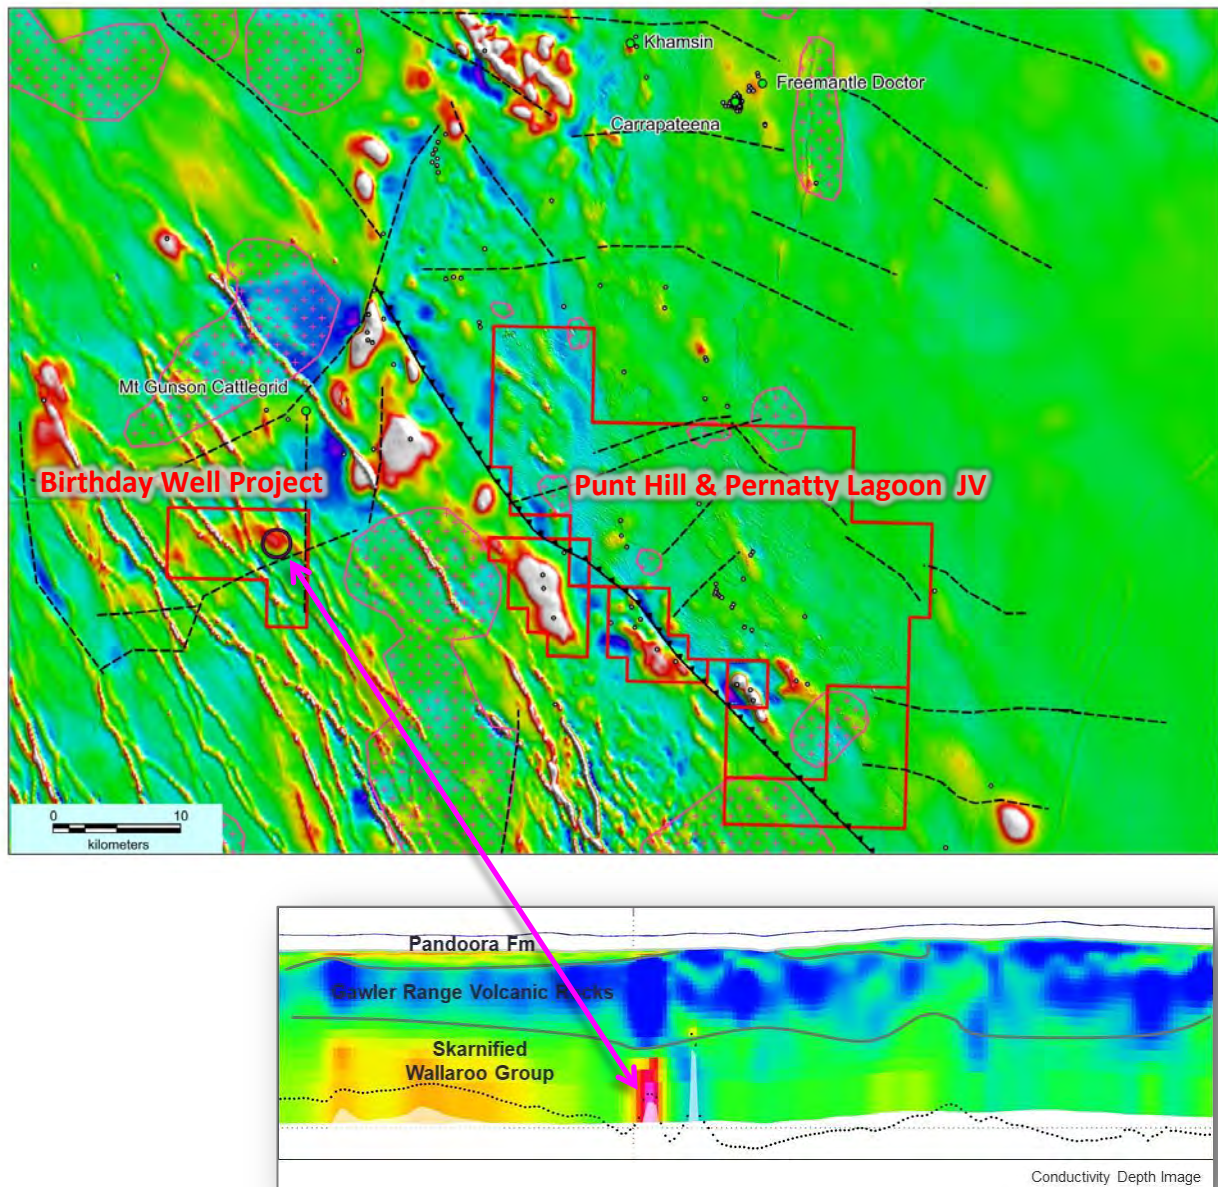 Khamsin
Freemantle Doctor
Carrapateena
Mt Gunson Cattlegrid
Birthday Well Project
Punt Hill & Pernatty Lagoon JV
0 10
kilometers
Pandoora Fm
Gawler Range Volcanic Rocks
Skarnified
Wallaroo Group
Conductivity Depth Image